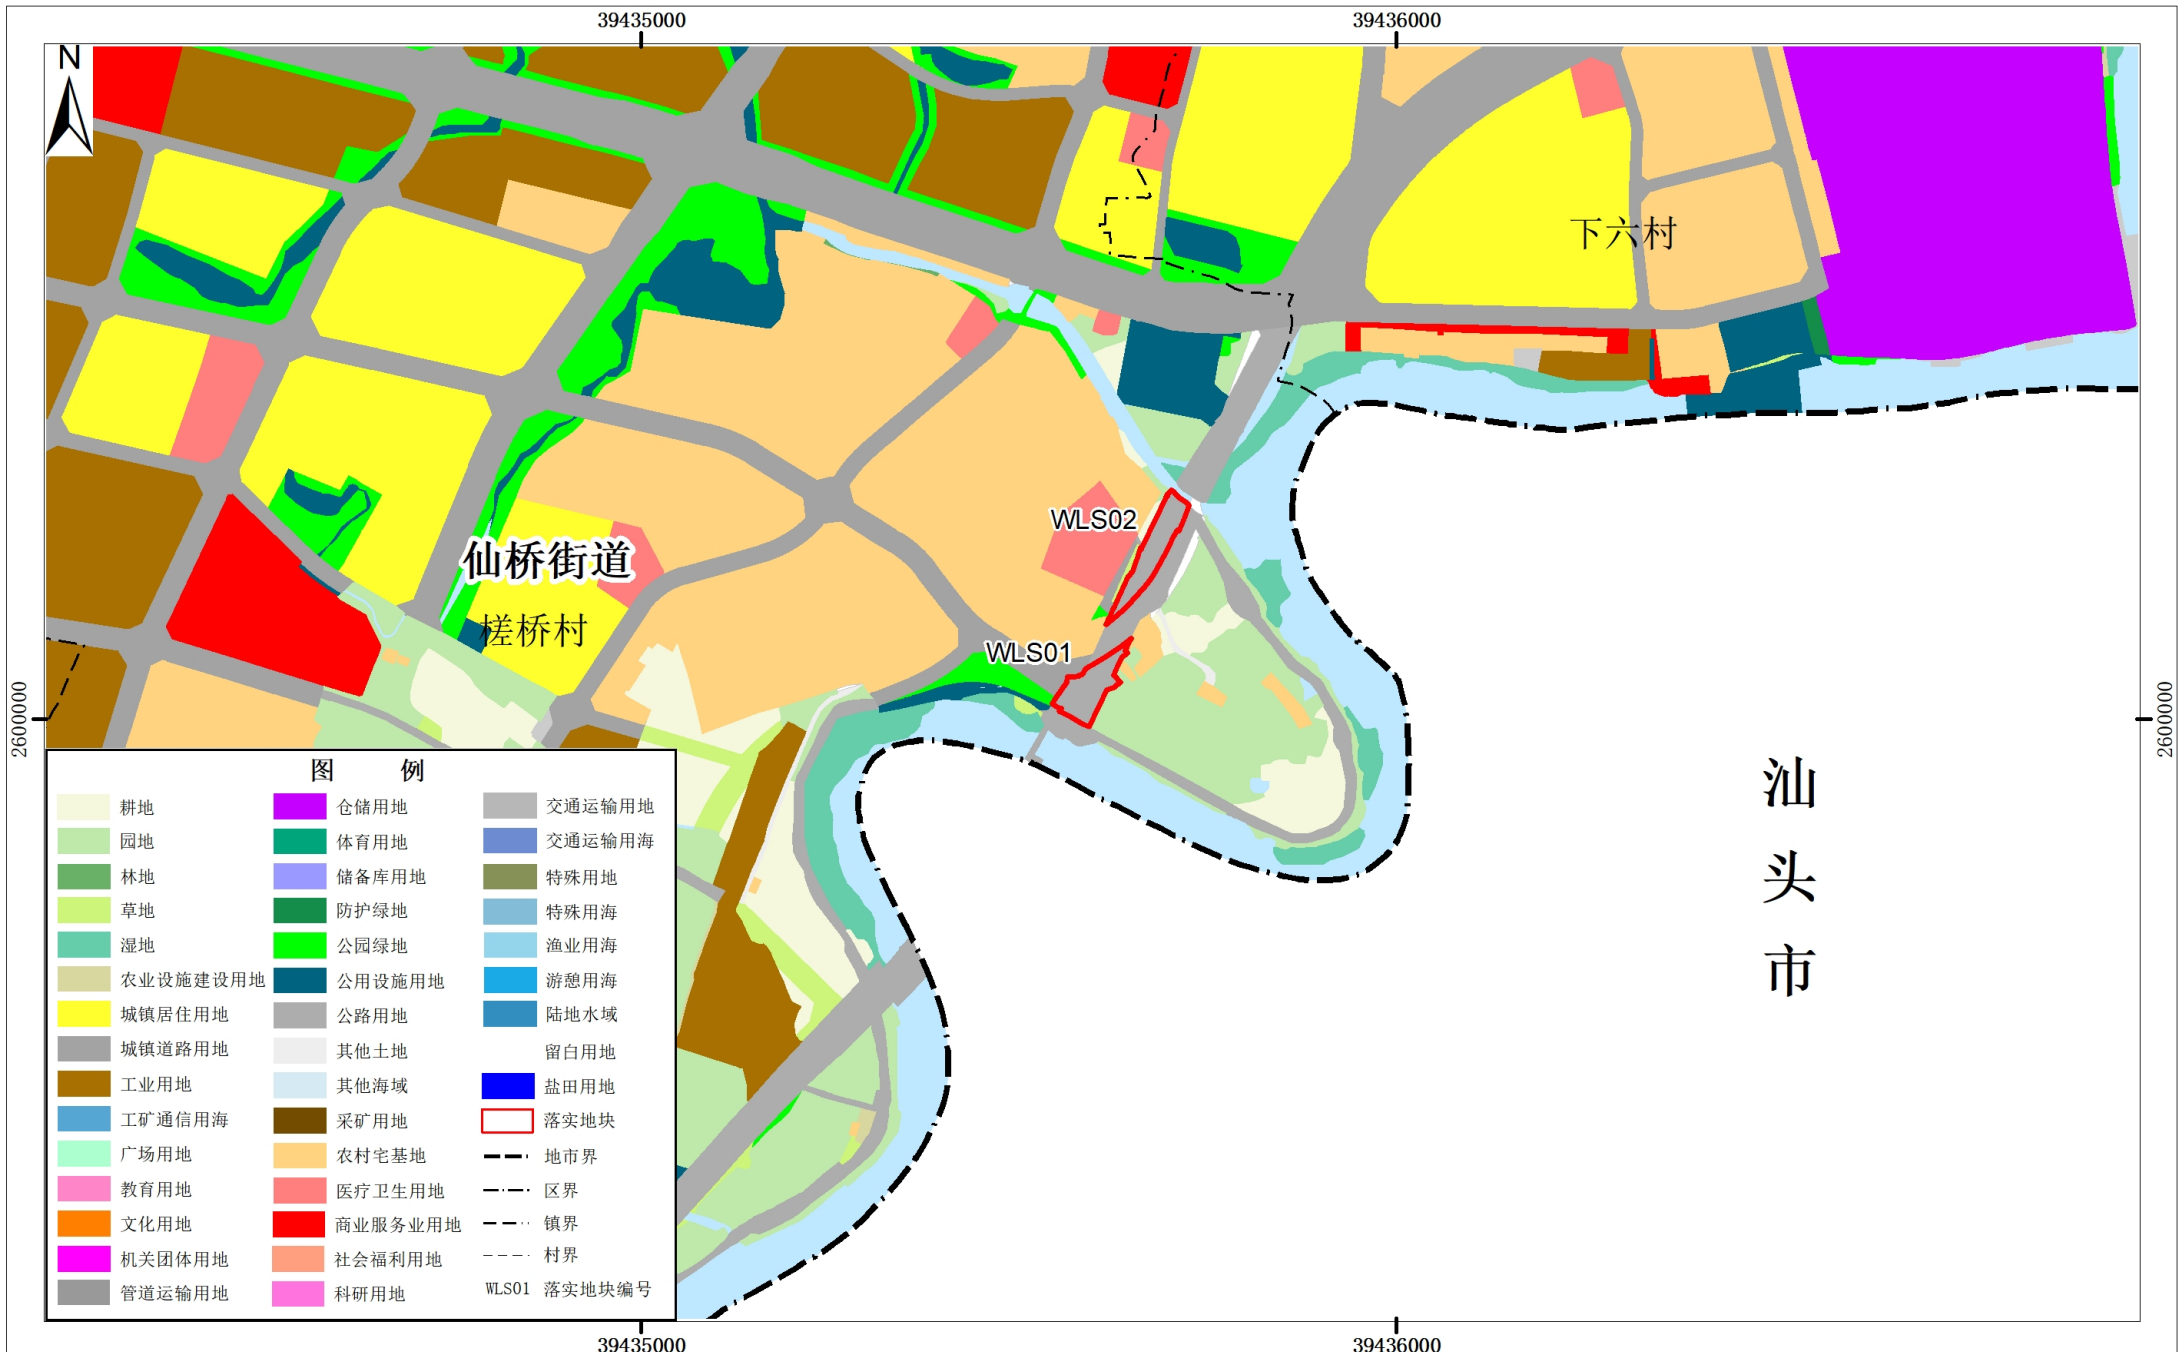 39435000
39436000
N
下六村
WLS02
仙桥街道
槎桥村
WLS01
2600000
2600000
汕
头
市
图 例
耕地
园地
林地
草地
湿地
农业设施建设用地
城镇居住用地
城镇道路用地
工业用地
工矿通信用海
广场用地
教育用地
文化用地
机关团体用地
管道运输用地
仓储用地
体育用地
储备库用地
防护绿地
公园绿地
公用设施用地
公路用地
其他土地
其他海域
采矿用地
农村宅基地
医疗卫生用地
商业服务业用地
社会福利用地
科研用地
交通运输用地
交通运输用海
特殊用地
特殊用海
渔业用海
游憩用海
陆地水域
留白用地
盐田用地
落实地块
地市界
区界
镇界
村界
WLS01 落实地块编号
39435000
39436000